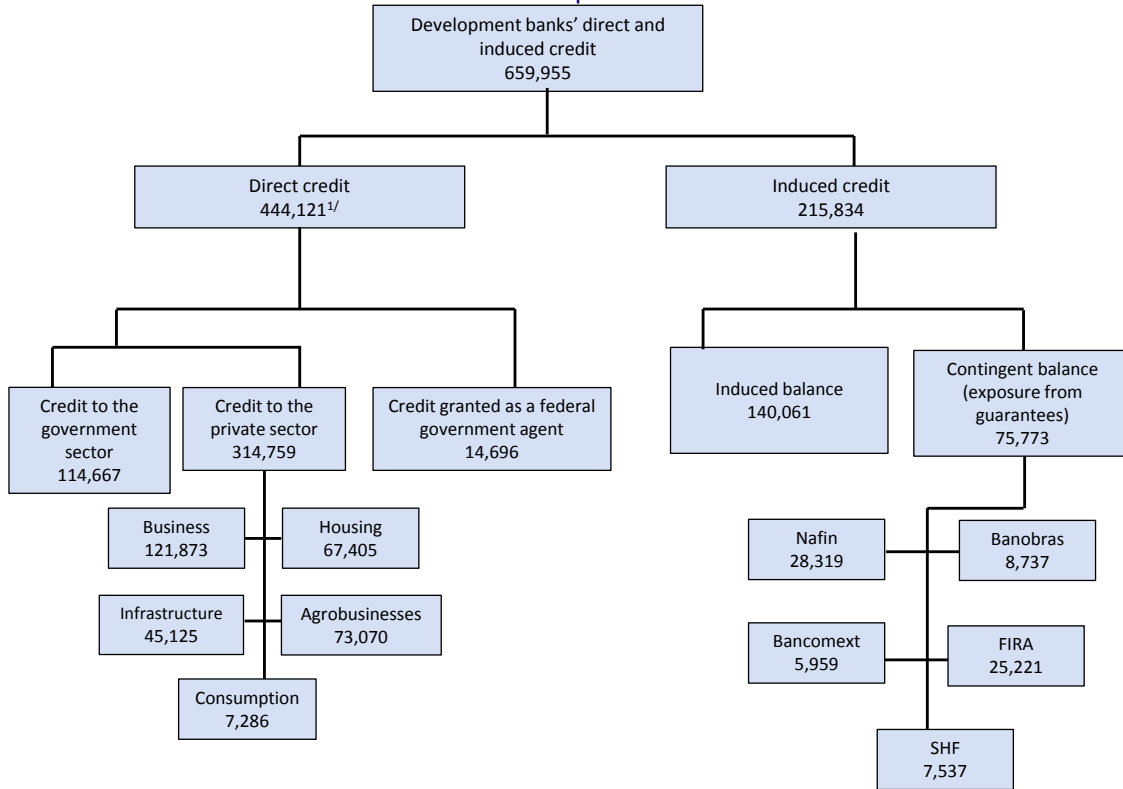 Development banks' direct and
induced credit
659,955
Direct credit
444,121¹/
Induced credit
215,834
Credit to the
government
sector
114,667
Credit to the
private sector
314,759
Credit granted as a federal
government agent
14,696
Induced balance
140,061
Contingent balance
(exposure from
guarantees)
75,773
Business
121,873
Housing
67,405
Infrastructure
45,125
Agrobusinesses
73,070
Consumption
7,286
Nafin
28,319
Banobras
8,737
Bancomext
5,959
FIRA
25,221
SHF
7,537